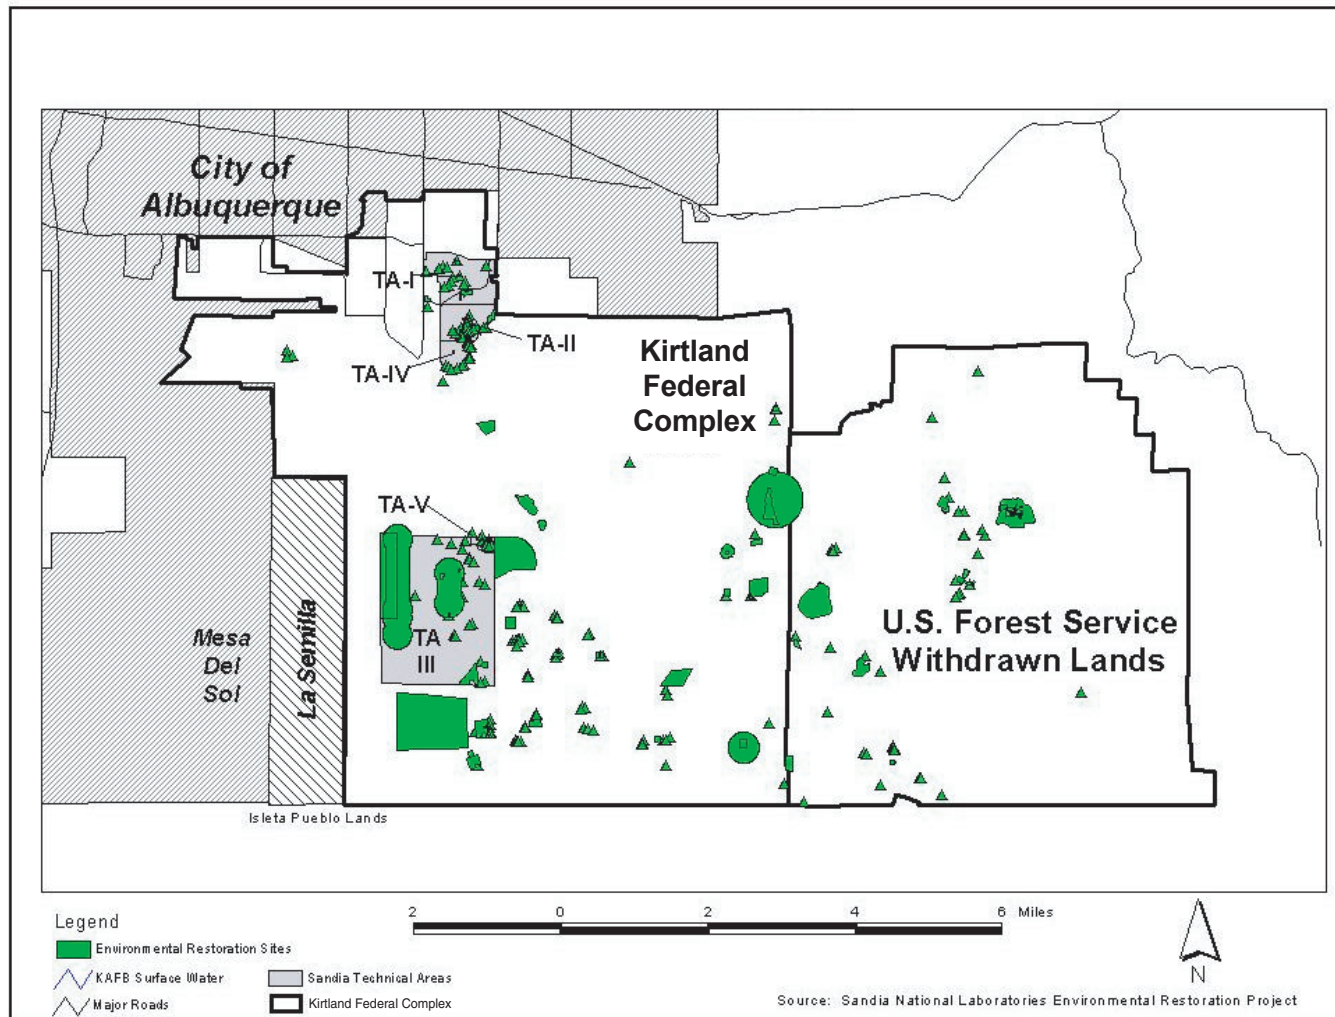 City of
Albuquerque
TA-I
TA-II
TA-IV
Kirtland
Federal
Complex
TA-V
TA
III
Mesa
Del
Sol
La Semilla
U.S. Forest Service
Withdrawn Lands
Isleta Pueblo Lands
Legend
Environmental Restoration Sites
KAFB Surface Water
Major Roads
Sandia Technical Areas
Kirtland Federal Complex
2 0 2 4 6 Miles
N
Source: Sandia National Laboratories Environmental Restoration Project